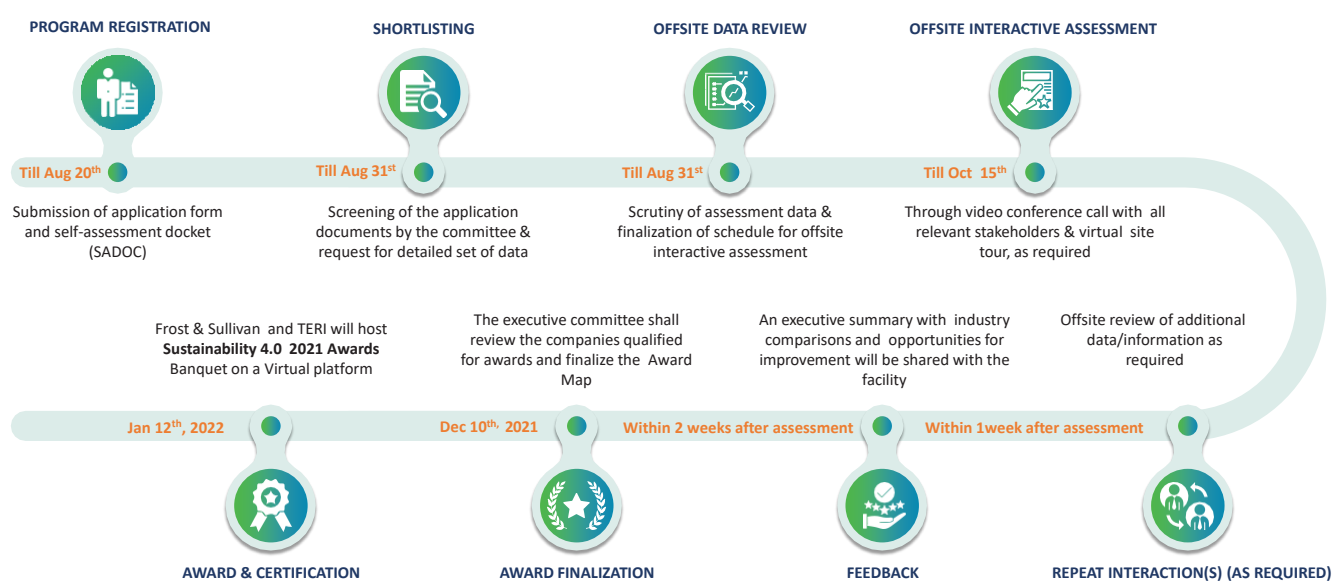 PROGRAM REGISTRATION
SHORTLISTING
OFFSITE DATA REVIEW
OFFSITE INTERACTIVE ASSESSMENT
Till Aug 20th
Till Aug 31st
Till Aug 31st
Till Oct 15th
Submission of application form
and self-assessment docket
(SADOC)
Screening of the application
documents by the committee &
request for detailed set of data
Scrutiny of assessment data &
finalization of schedule for offsite
interactive assessment
Through video conference call with all
relevant stakeholders & virtual site
tour, as required
Frost & Sullivan and TERI will host
Sustainability 4.0 2021 Awards
Banquet on a Virtual platform
The executive committee shall
review the companies qualified
for awards and finalize the Award
Map
An executive summary with industry
comparisons and opportunities for
improvement will be shared with the
facility
Offsite review of additional
data/information as
required
Jan 12th, 2022
Dec 10th, 2021
Within 2 weeks after assessment
Within 1week after assessment
AWARD & CERTIFICATION
AWARD FINALIZATION
FEEDBACK
REPEAT INTERACTION(S) (AS REQUIRED)